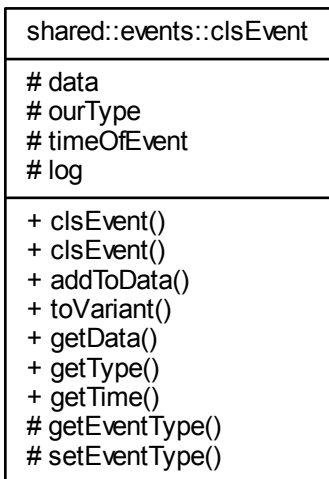 shared::events::clsEvent
# data
# ourType
# timeOfEvent
# log
+ clsEvent()
+ clsEvent()
+ addToData()
+ toVariant()
+ getData()
+ getType()
+ getTime()
# getEventType()
# setEventType()